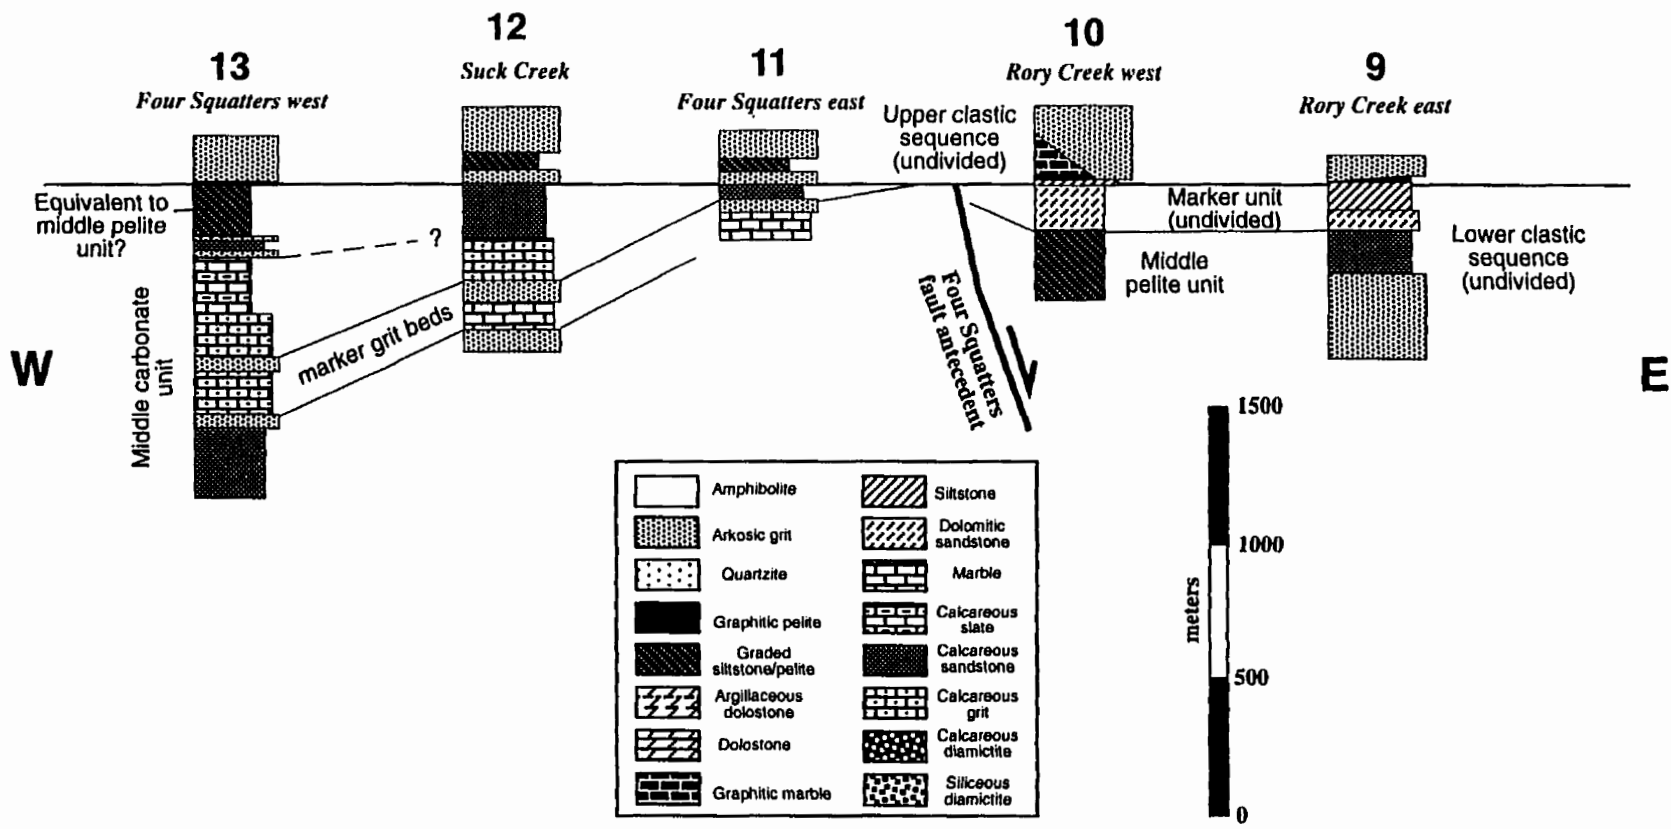 13
Four Squatters west
12
Suck Creek
11
Four Squatters east
10
Rory Creek west
9
Rory Creek east
Upper clastic
sequence
(undivided)
Equivalent to
middle pelite
unit?
?
Marker unit
(undivided)
Middle
pelite unit
Lower clastic
sequence
(undivided)
Middle carbonate
unit
marker grit beds
Four Squatters
fault antecedent
W
E
Amphibolite
Arkosic grit
Quartzite
Graphitic pelite
Graded
siltstone/pelite
Argillaceous
dolostone
Dolostone
Graphitic marble
Siltstone
Dolomitic
sandstone
Marble
Calcareous
slate
Calcareous
sandstone
Calcareous
grit
Calcareous
diamictite
Siliceous
diamictite
meters
1500
1000
500
0